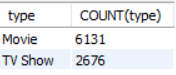 type COUNT(type)
Movie 6131
TV Show 2676